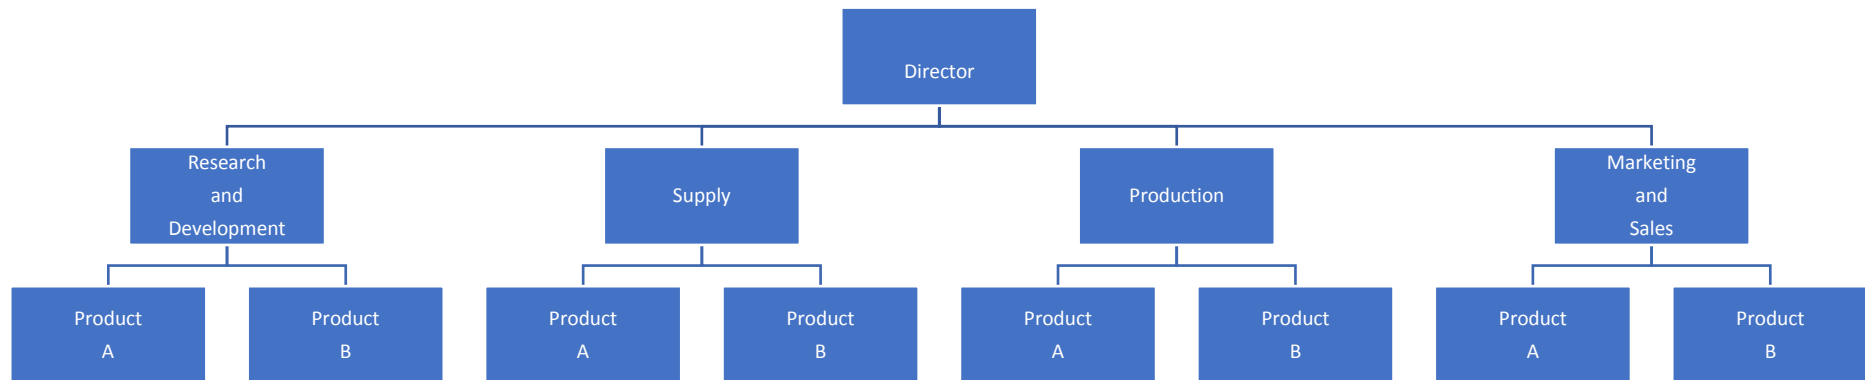 Director
Research
and
Development
Supply
Production
Marketing
and
Sales
Product
A
Product
B
Product
A
Product
B
Product
A
Product
B
Product
A
Product
B